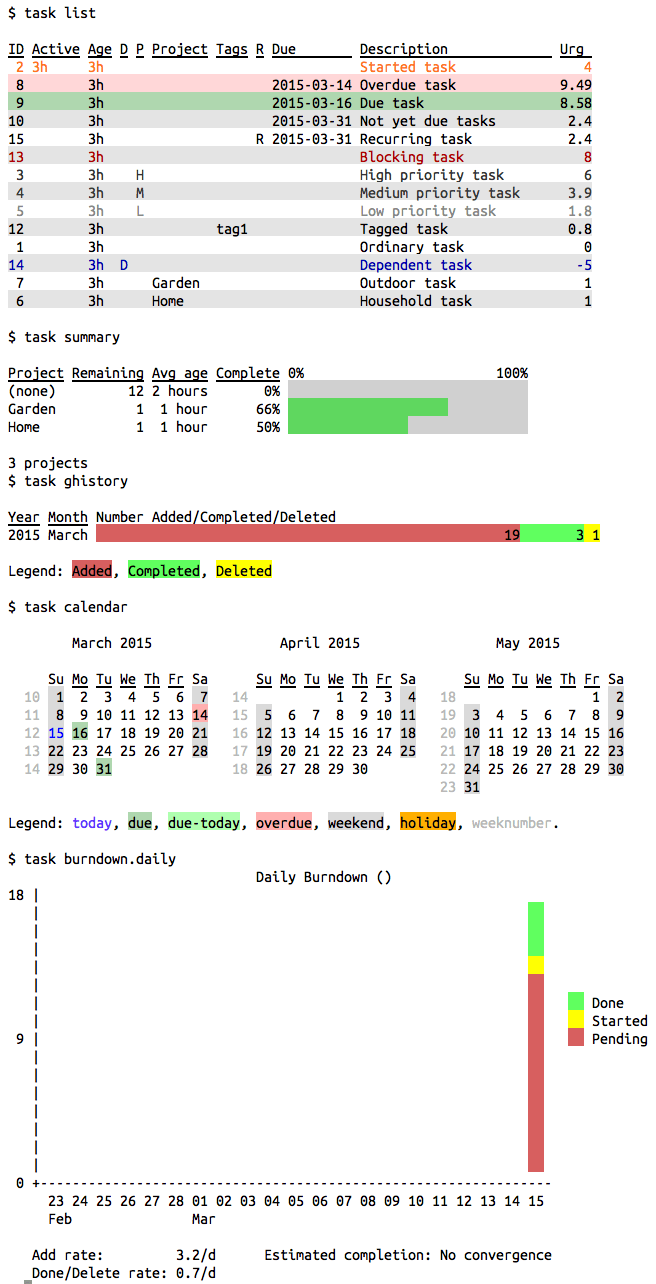 $ task list
ID Active Age D P Project Tags R Due Description Urg
2 3h 3h Started task 4
8 3h 2015-03-14 Overdue task 9.49
9 3h 2015-03-16 Due task 8.58
10 3h 2015-03-31 Not yet due tasks 2.4
15 3h R 2015-03-31 Recurring task 2.4
13 3h Blocking task 8
3 3h H High priority task 6
4 3h M Medium priority task 3.9
5 3h L Low priority task 1.8
12 3h tag1 Tagged task 0.8
1 3h Ordinary task 0
14 3h D Dependent task -5
7 3h Garden Outdoor task 1
6 3h Home Household task 1
$ task summary
Project Remaining Avg age Complete 0% 100%
(none) 12 2 hours 0%
Garden 1 1 hour 66%
Home 1 1 hour 50%
3 projects
$ task ghistory
Year Month Number Added/Completed/Deleted
2015 March 19 3 1
Legend: Added, Completed, Deleted
$ task calendar
March 2015 April 2015 May 2015
Su Mo Tu We Th Fr Sa Su Mo Tu We Th Fr Sa Su Mo Tu We Th Fr Sa
10 1 2 3 4 5 6 7 14 1 2 3 4 18 1 2
11 8 9 10 11 12 13 14 15 5 6 7 8 9 10 11 19 3 4 5 6 7 8 9
12 15 16 17 18 19 20 21 16 12 13 14 15 16 17 18 20 10 11 12 13 14 15 16
13 22 23 24 25 26 27 28 17 19 20 21 22 23 24 25 21 17 18 19 20 21 22 23
14 29 30 31 18 26 27 28 29 30 22 24 25 26 27 28 29 30
23 31
Legend: today, due, due-today, overdue, weekend, holiday, weeknumber.
$ task burndown.daily
Daily Burndown ()
18
Done
Started
9 Pending
0 +----------------------------------------------------------------
23 24 25 26 27 28 01 02 03 04 05 06 07 08 09 10 11 12 13 14 15
Feb Mar
Add rate: 3.2/d Estimated completion: No convergence
Done/Delete rate: 0.7/d